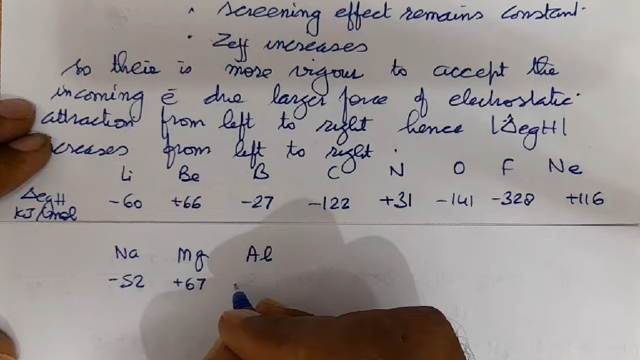 . screening effect remains constant.
. Zeff increases
so there is more vigour to accept the
incoming ē due larger force of electrostatic
attraction from left to right hence |ΔegH|
creases from left to right.
Li Be B C N O F Ne
ΔegH -60 +66 -27 -122 +31 -141 -328 +116
KJ/mol
Na Mg Al
-52 +67